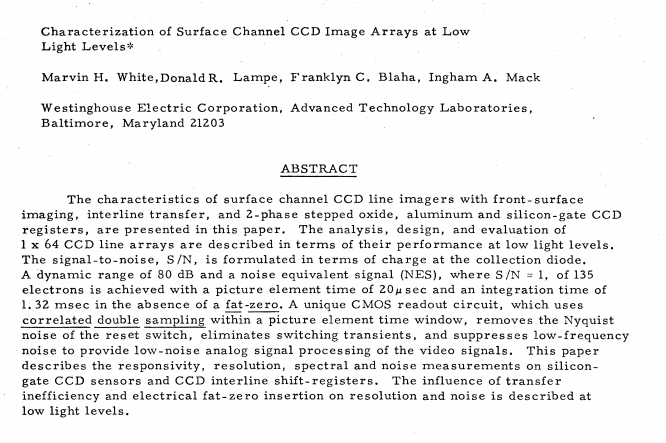 Characterization of Surface Channel CCD Image Arrays at Low
Light Levels*
Marvin H. White, Donald R. Lampe, Franklyn C. Blaha, Ingham A. Mack
Westinghouse Electric Corporation, Advanced Technology Laboratories,
Baltimore, Maryland 21203
ABSTRACT
The characteristics of surface channel CCD line imagers with front-surface
imaging, interline transfer, and 2-phase stepped oxide, aluminum and silicon-gate CCD
registers, are presented in this paper. The analysis, design, and evaluation of
1 x 64 CCD line arrays are described in terms of their performance at low light levels.
The signal-to-noise, S/N, is formulated in terms of charge at the collection diode.
A dynamic range of 80 dB and a noise equivalent signal (NES), where S/N = 1, of 135
electrons is achieved with a picture element time of 20μ sec and an integration time of
1.32 msec in the absence of a fat-zero. A unique CMOS readout circuit, which uses
correlated double sampling within a picture element time window, removes the Nyquist
noise of the reset switch, eliminates switching transients, and suppresses low-frequency
noise to provide low-noise analog signal processing of the video signals. This paper
describes the responsivity, resolution, spectral and noise measurements on silicon-
gate CCD sensors and CCD interline shift-registers. The influence of transfer
inefficiency and electrical fat-zero insertion on resolution and noise is described at
low light levels.